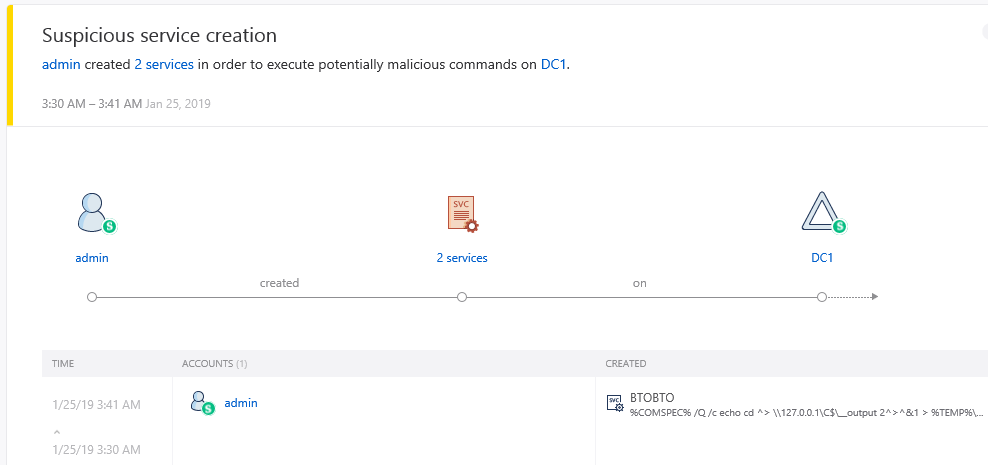 Suspicious service creation
admin created 2 services in order to execute potentially malicious commands on DC1.
3:30 AM – 3:41 AM Jan 25, 2019
SVC
admin
2 services
DC1
created
on
TIME
ACCOUNTS (1)
CREATED
1/25/19 3:41 AM
1/25/19 3:30 AM
admin
SVC
BTOBTO
%COMSPEC% /Q /c echo cd ^> \\127.0.0.1\C$\__output 2^>^&1 > %TEMP%\...